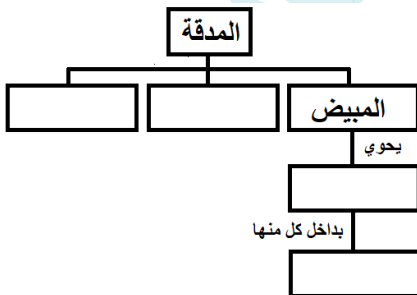 المدقة
المبيض
يحوي
بداخل كل منها